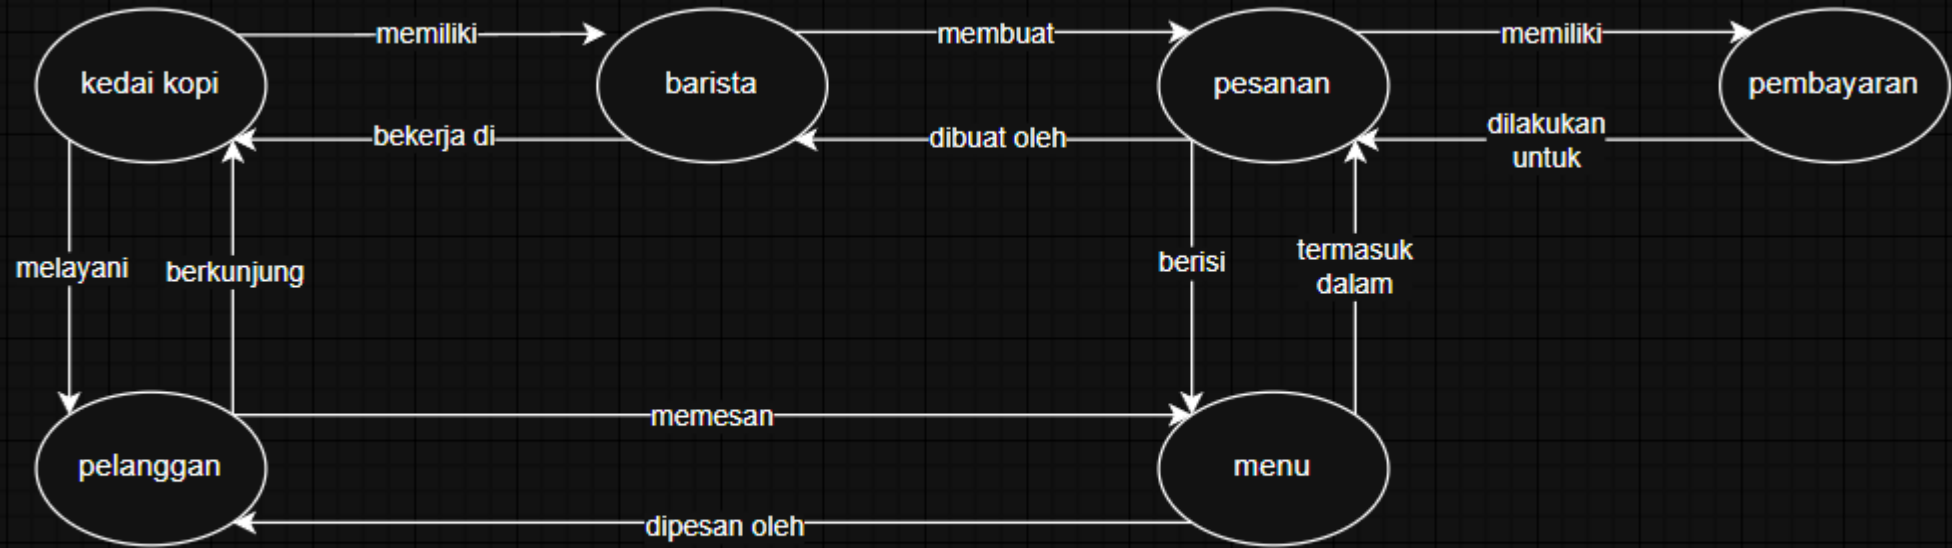 memiliki
membuat
memiliki
kedai kopi
barista
pesanan
pembayaran
bekerja di
dibuat oleh
dilakukan
untuk
melayani
berkunjung
berisi
termasuk
dalam
memesan
pelanggan
menu
dipesan oleh